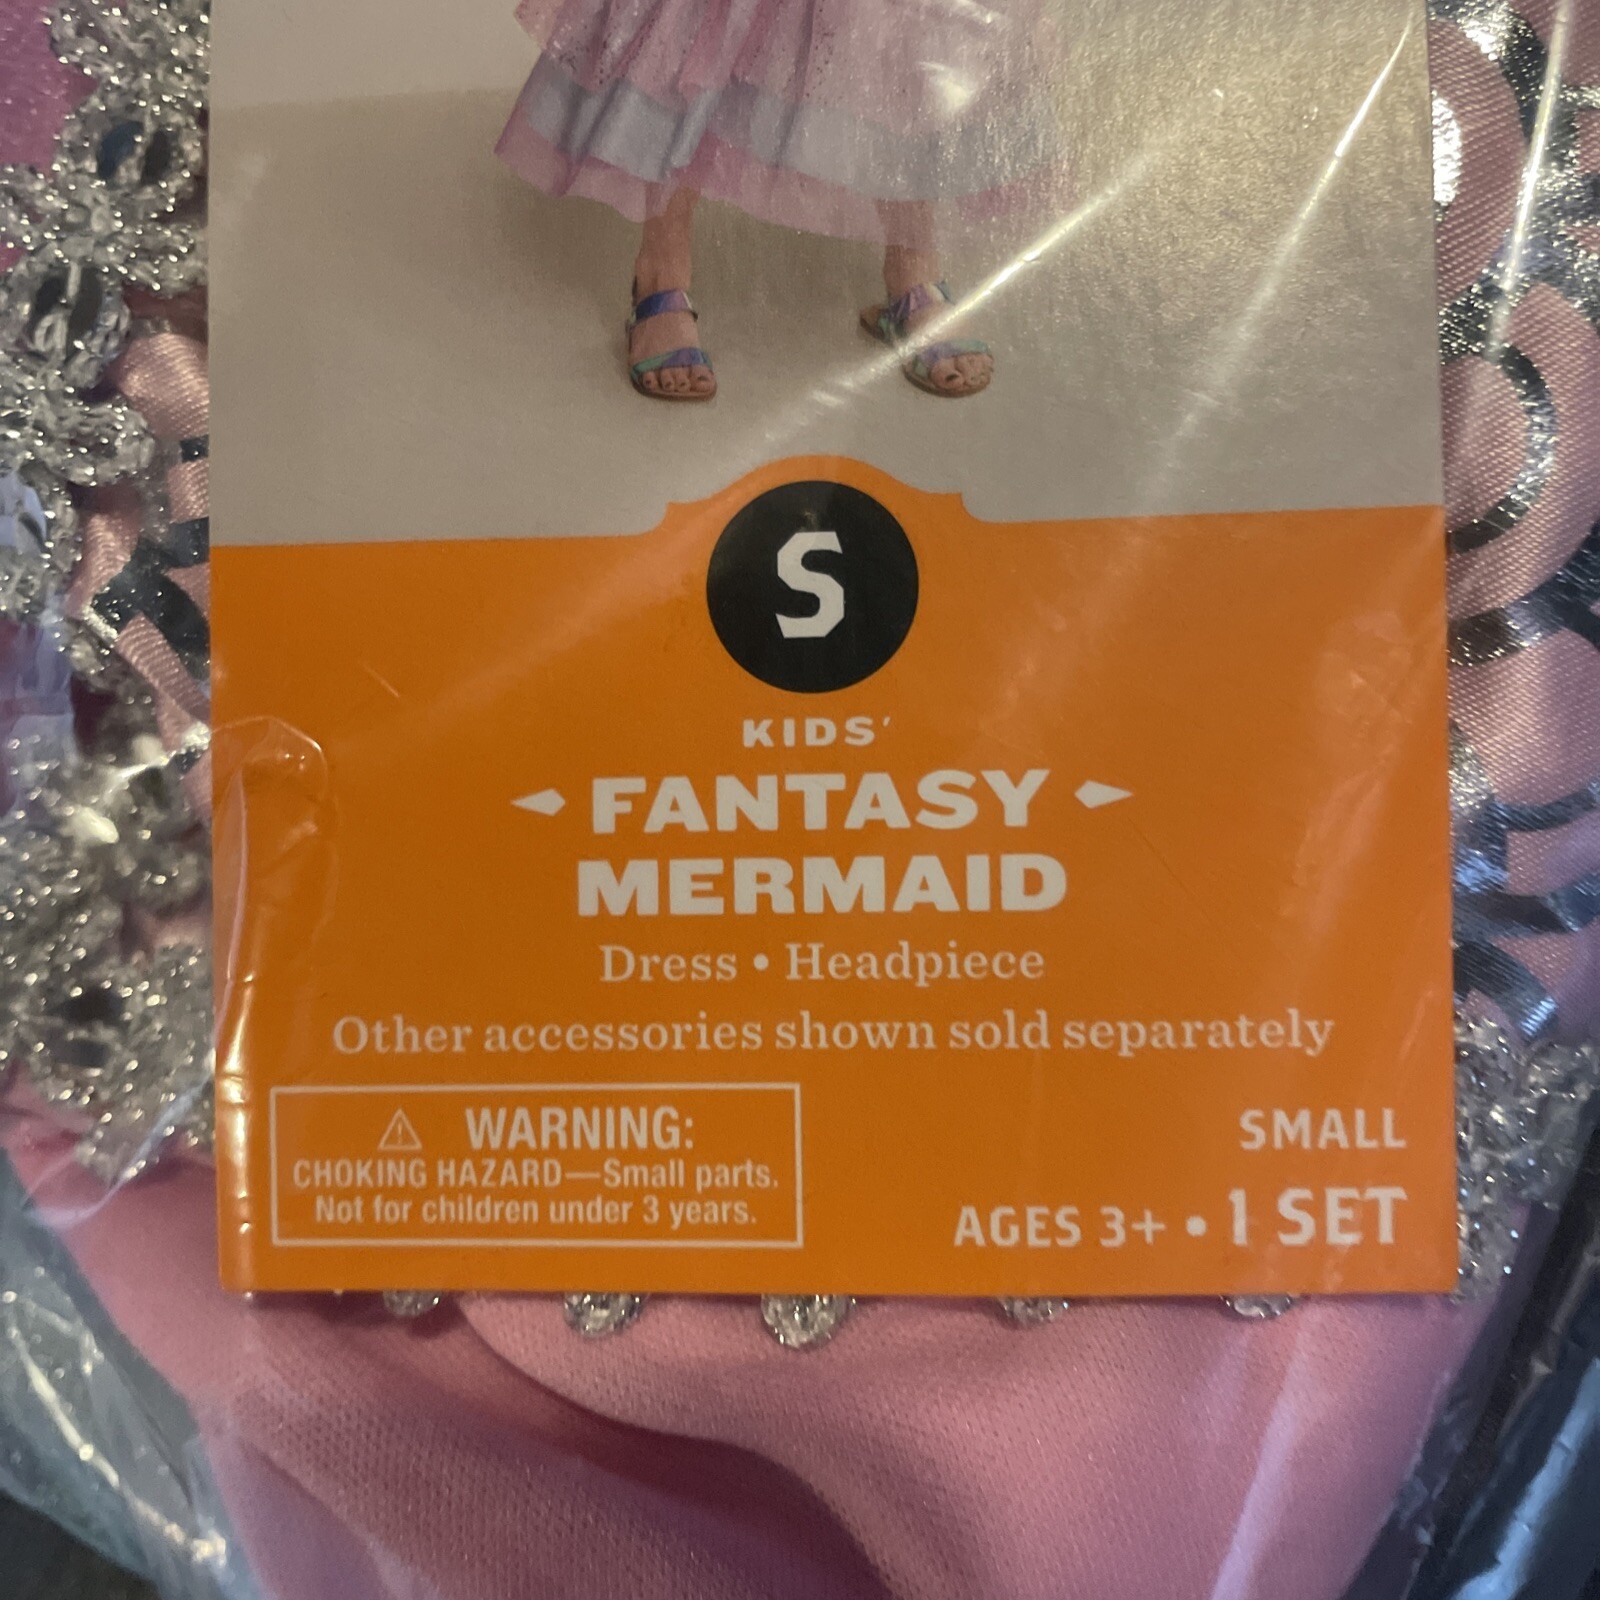 S
KIDS'
FANTASY
MERMAID
Dress • Headpiece
Other accessories shown sold separately
⚠ WARNING:
CHOKING HAZARD—Small parts.
Not for children under 3 years.
SMALL
AGES 3+ • 1 SET